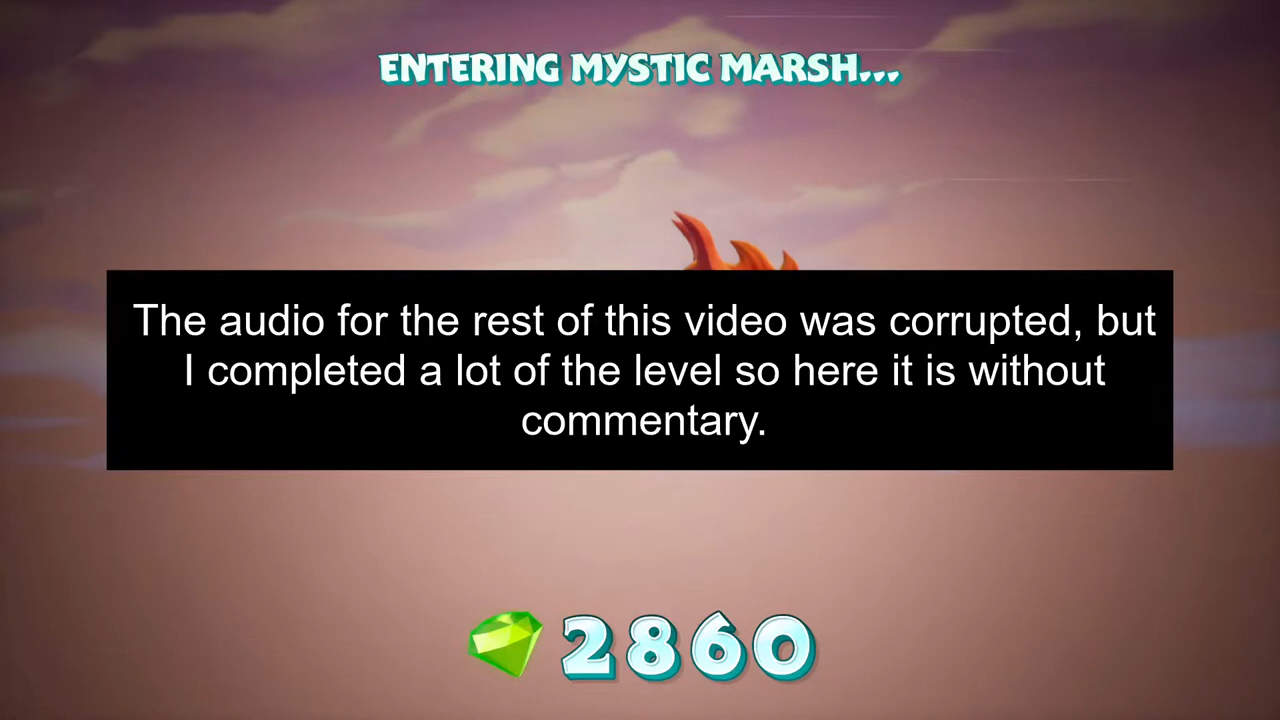 ENTERING MYSTIC MARSH...
The audio for the rest of this video was corrupted, but
I completed a lot of the level so here it is without
commentary.
2860